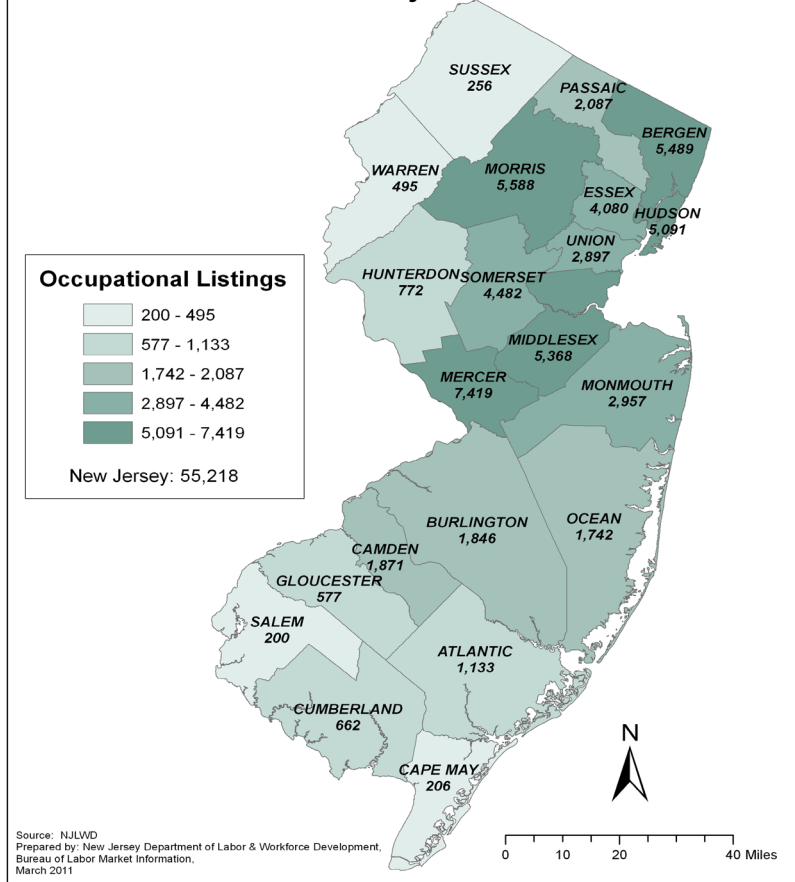 SUSSEX
256
PASSAIC
2,087
BERGEN
5,489
WARREN
495
MORRIS
5,588
ESSEX
4,080
HUDSON
5,091
UNION
2,897
HUNTERDON
772
SOMERSET
4,482
Occupational Listings
200 - 495
577 - 1,133
1,742 - 2,087
2,897 - 4,482
5,091 - 7,419
New Jersey: 55,218
MIDDLESEX
5,368
MERCER
7,419
MONMOUTH
2,957
BURLINGTON
1,846
OCEAN
1,742
CAMDEN
1,871
GLOUCESTER
577
SALEM
200
ATLANTIC
1,133
CUMBERLAND
662
CAPE MAY
206
N
Source: NJLWD
Prepared by: New Jersey Department of Labor & Workforce Development,
Bureau of Labor Market Information,
March 2011
0 10 20 40 Miles